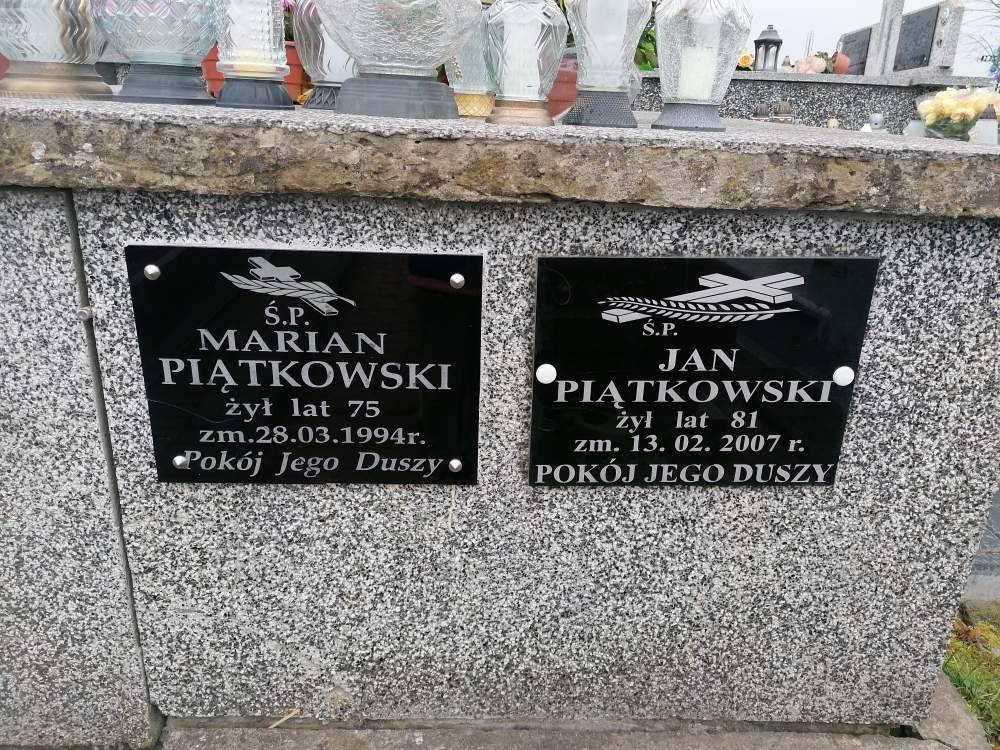 Ś.P.
MARIAN
PIĄTKOWSKI
żył lat 75
zm.28.03.1994r.
Pokój Jego Duszy
Ś.P.
JAN
PIĄTKOWSKI
żył lat 81
zm. 13.02. 2007 r.
POKÓJ JEGO DUSZY